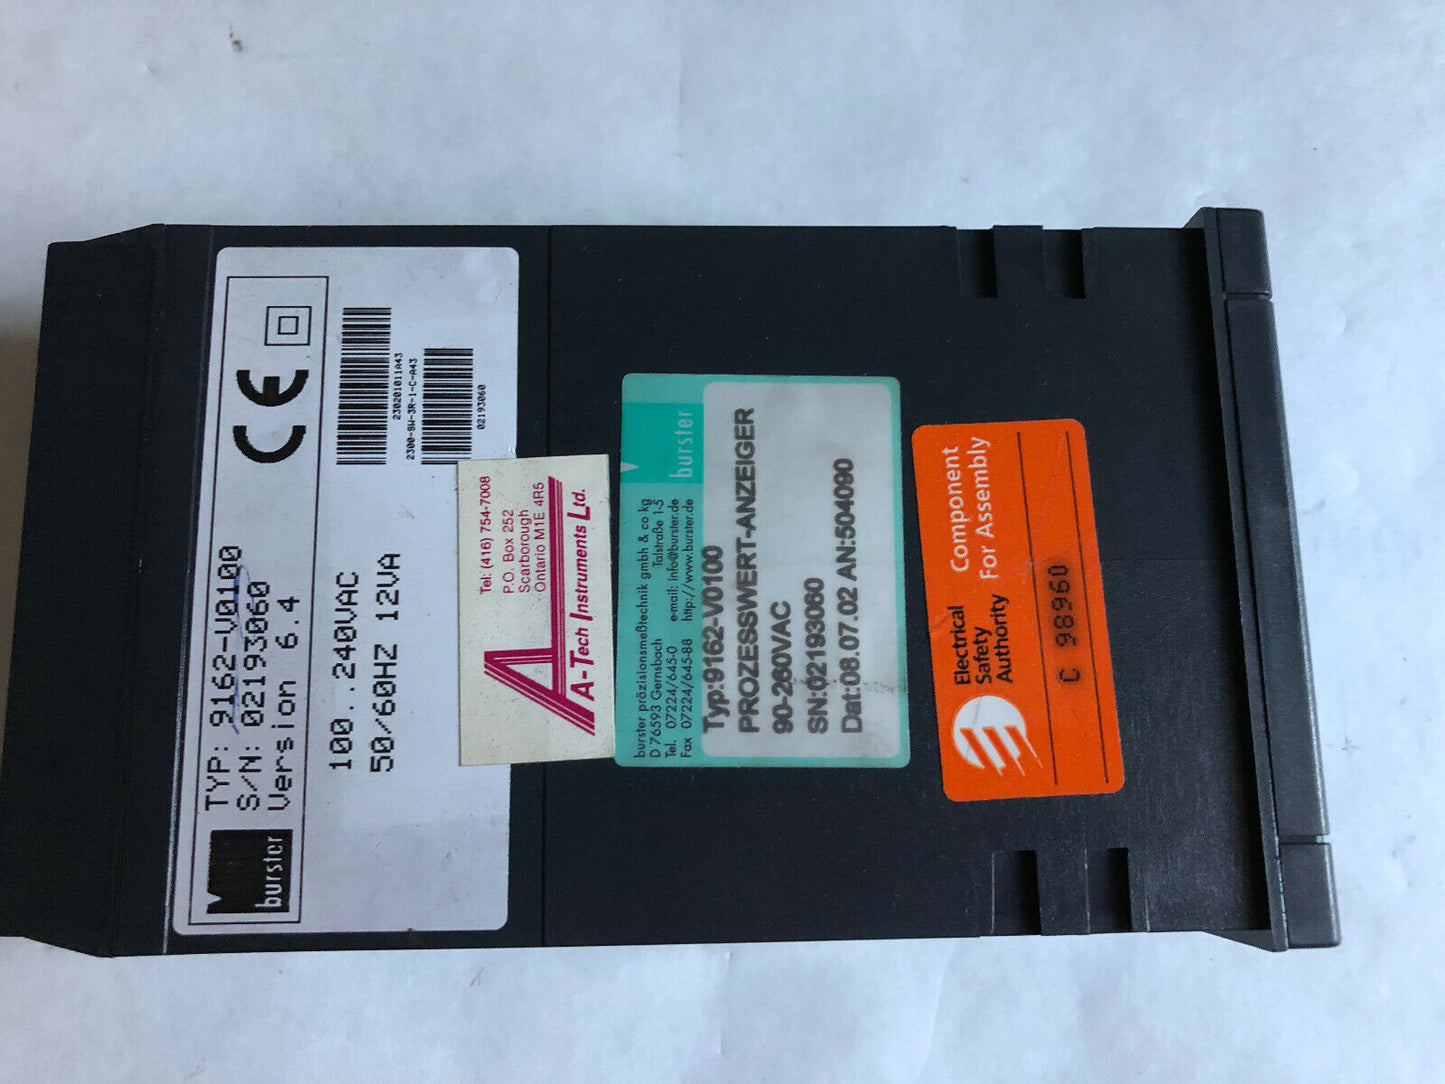 TYP: 9162-V0100
S/N: 02193060
Version 6.4
burster
CE
100..240VAC
50/60HZ 12VA
230201011A43
2300-SW-3R-1-C-A43
02193060
Tel: (416) 754-7008
P.O. Box 252
Scarborough
Ontario M1E 4R5
A-Tech Instruments Ltd.
burster präzisionsmeßtechnik gmbh & co kg
D 76593 Gernsbach Talstraße 1-5
Tel. 07224/645-0 e-mail: info@burster.de
Fax 07224/645-88 http://www.burster.de
burster
Typ:9162-V0100
PROZESSWERT-ANZEIGER
90-260VAC
SN:02193060
Dat:08.07.02 AN:504090
Electrical
Safety
Authority
Component
For Assembly
C 98960